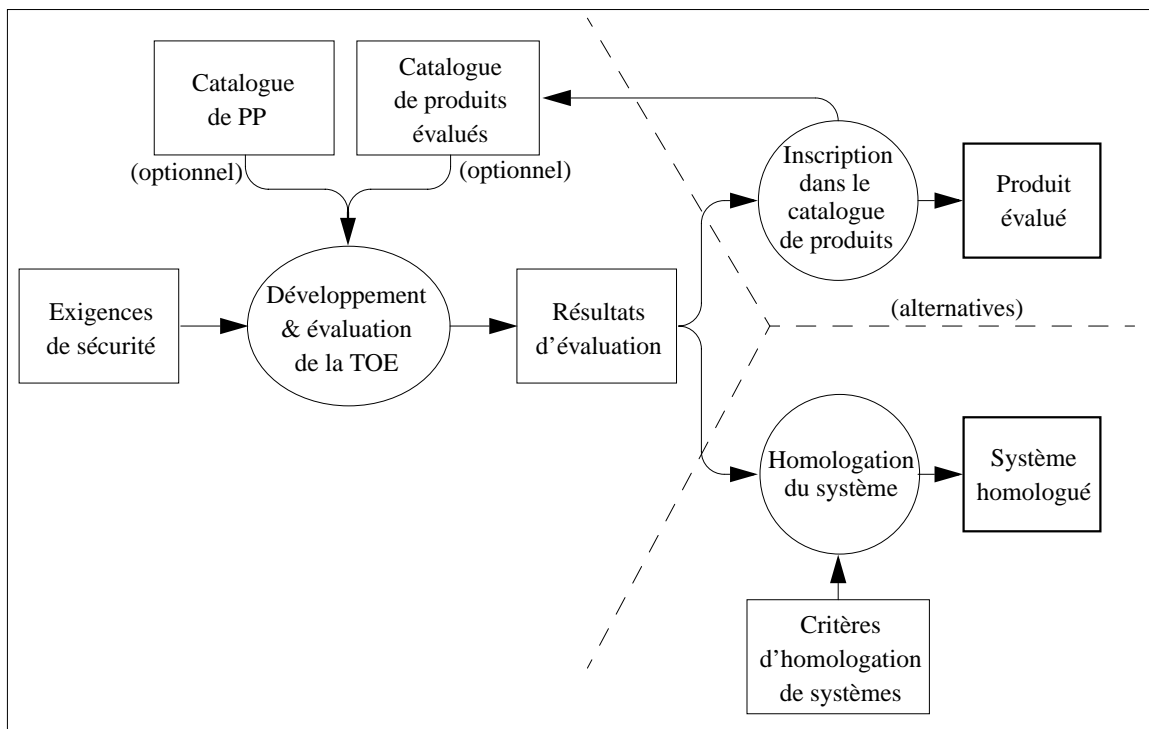 Catalogue
de PP
(optionnel)
Catalogue
de produits
évalués
(optionnel)
Exigences
de sécurité
Développement
& évaluation
de la TOE
Résultats
d’évaluation
Inscription
dans le
catalogue
de produits
Produit
évalué
(alternatives)
Homologation
du système
Système
homologué
Critères
d’homologation
de systèmes